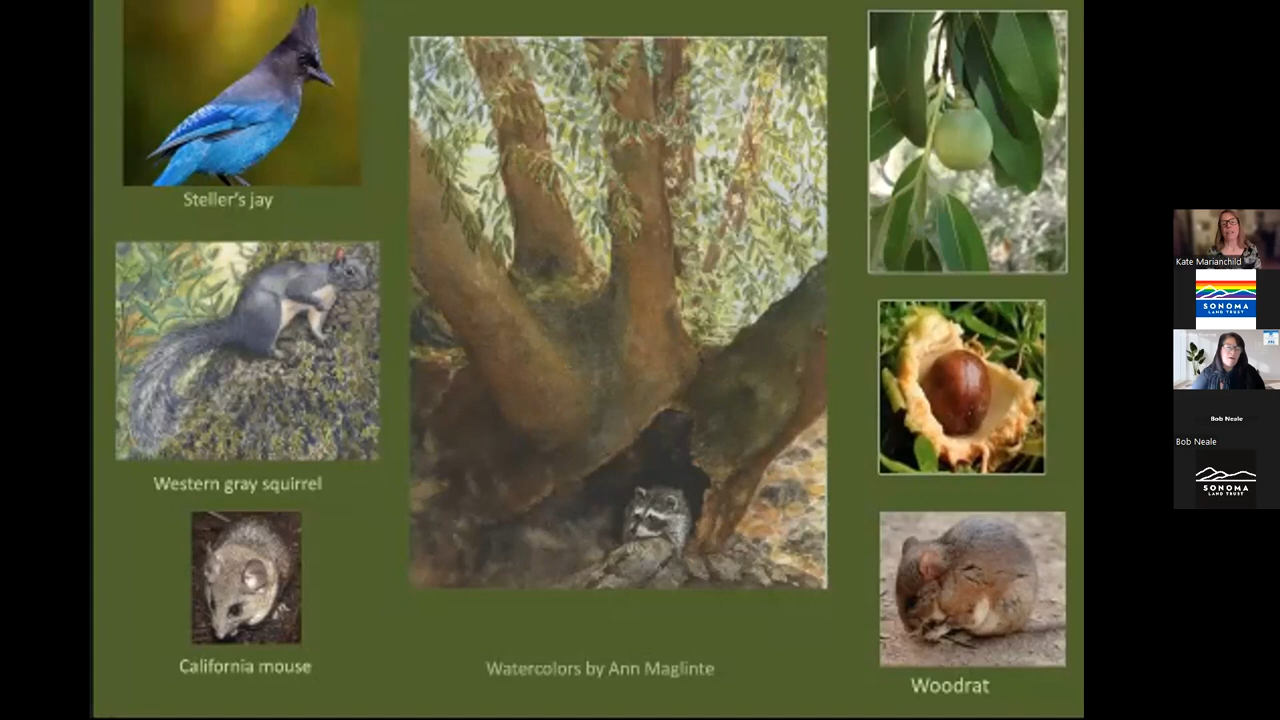 Steller's jay
Western gray squirrel
California mouse
Watercolors by Ann Maglinte
Woodrat
Kate Marianchild
SONOMA
LAND TRUST
Bob Neale
Bob Neale
SONOMA
LAND TRUST